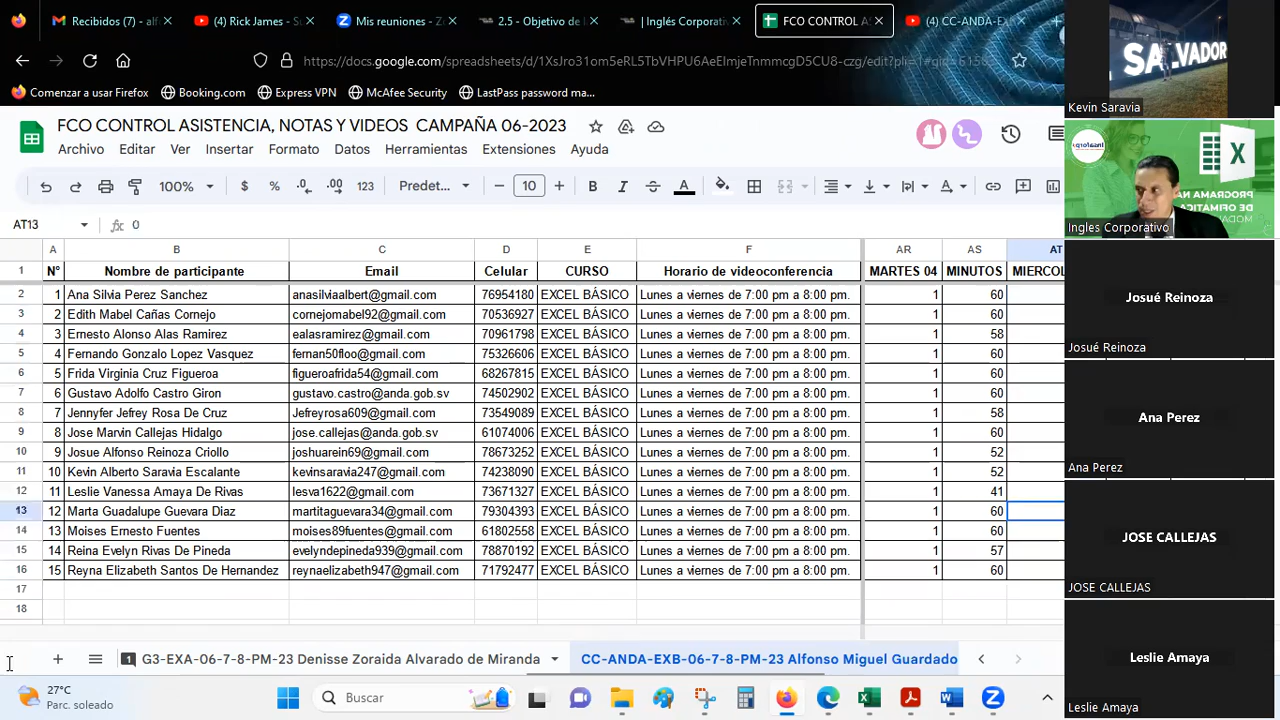 Recibidos (7) - alf
(4) Rick James - Su
Mis reuniones - Zo
2.5 - Objetivo de
| Inglés Corporativ
FCO CONTROL AS
(4) CC-ANDA-EX
https://docs.google.com/spreadsheets/d/1XsJro31om5eRL5TbVHPU6AeEImjeTnmmcgD5CU8-czg/edit?pli=1#gid=
Comenzar a usar Firefox
Booking.com
Express VPN
McAfee Security
LastPass password ma...
FCO CONTROL ASISTENCIA, NOTAS Y VIDEOS CAMPAÑA 06-2023
Archivo Editar Ver Insertar Formato Datos Herramientas Extensiones Ayuda
100% $ % .0 .00 123 Predet... 10 B I S A
AT13 fx 0
A B C D E F AR AS AT
1 N° Nombre de participante Email Celular CURSO Horario de videoconferencia MARTES 04 MINUTOS MIERCOL
2 1 Ana Silvia Perez Sanchez anasilviaalbert@gmail.com 76954180 EXCEL BÁSICO Lunes a viernes de 7:00 pm a 8:00 pm. 1 60
3 2 Edith Mabel Cañas Cornejo cornejomabel92@gmail.com 70536927 EXCEL BÁSICO Lunes a viernes de 7:00 pm a 8:00 pm. 1 60
4 3 Ernesto Alonso Alas Ramirez ealasramirez@gmail.com 70961798 EXCEL BÁSICO Lunes a viernes de 7:00 pm a 8:00 pm. 1 58
5 4 Fernando Gonzalo Lopez Vasquez fernan50floo@gmail.com 75326606 EXCEL BÁSICO Lunes a viernes de 7:00 pm a 8:00 pm. 1 60
6 5 Frida Virginia Cruz Figueroa figueroafrida54@gmail.com 68267815 EXCEL BÁSICO Lunes a viernes de 7:00 pm a 8:00 pm. 1 60
7 6 Gustavo Adolfo Castro Giron gustavo.castro@anda.gob.sv 74502902 EXCEL BÁSICO Lunes a viernes de 7:00 pm a 8:00 pm. 1 60
8 7 Jennyfer Jefrey Rosa De Cruz Jefreyrosa609@gmail.com 73549089 EXCEL BÁSICO Lunes a viernes de 7:00 pm a 8:00 pm. 1 58
9 8 Jose Marvin Callejas Hidalgo jose.callejas@anda.gob.sv 61074006 EXCEL BÁSICO Lunes a viernes de 7:00 pm a 8:00 pm. 1 60
10 9 Josue Alfonso Reinoza Criollo joshuarein69@gmail.com 78673252 EXCEL BÁSICO Lunes a viernes de 7:00 pm a 8:00 pm. 1 52
11 10 Kevin Alberto Saravia Escalante kevinsaravia247@gmail.com 74238090 EXCEL BÁSICO Lunes a viernes de 7:00 pm a 8:00 pm. 1 52
12 11 Leslie Vanessa Amaya De Rivas lesva1622@gmail.com 73671327 EXCEL BÁSICO Lunes a viernes de 7:00 pm a 8:00 pm. 1 41
13 12 Marta Guadalupe Guevara Diaz martitaguevara34@gmail.com 79304393 EXCEL BÁSICO Lunes a viernes de 7:00 pm a 8:00 pm. 1 60
14 13 Moises Ernesto Fuentes moises89fuentes@gmail.com 61802558 EXCEL BÁSICO Lunes a viernes de 7:00 pm a 8:00 pm. 1 60
15 14 Reina Evelyn Rivas De Pineda evelyndepineda939@gmail.com 78870192 EXCEL BÁSICO Lunes a viernes de 7:00 pm a 8:00 pm. 1 57
16 15 Reyna Elizabeth Santos De Hernandez reynaelizabeth947@gmail.com 71792477 EXCEL BÁSICO Lunes a viernes de 7:00 pm a 8:00 pm. 1 60
17
18
1 G3-EXA-06-7-8-PM-23 Denisse Zoraida Alvarado de Miranda
CC-ANDA-EXB-06-7-8-PM-23 Alfonso Miguel Guardado
27°C
Parc. soleado
Buscar
SALVADOR
Kevin Saravia
PROGRAMA NA
DE OFIMATICA
Ingles Corporativo
Josué Reinoza
Josué Reinoza
Ana Perez
Ana Perez
JOSE CALLEJAS
JOSE CALLEJAS
Leslie Amaya
Leslie Amaya